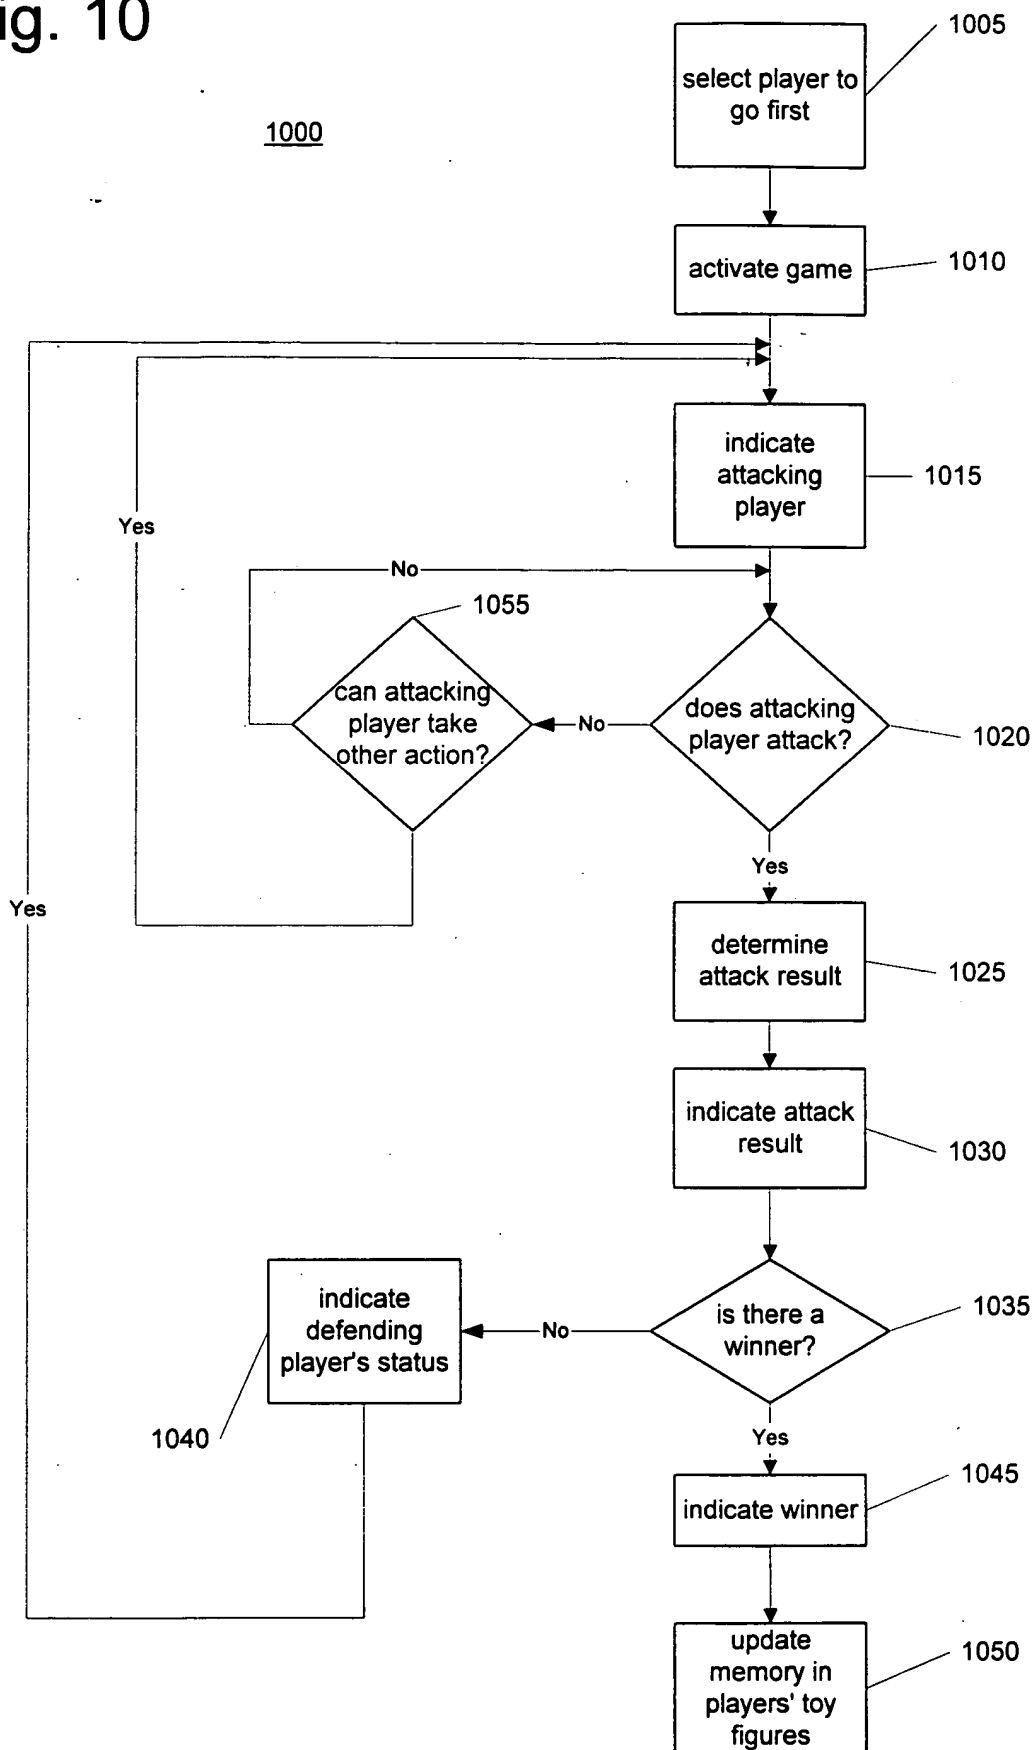 ig. 10
1005
select player to
go first
1000
activate game
1010
indicate
attacking
player
1015
Yes
No
1055
can attacking
player take
other action?
No
does attacking
player attack?
1020
Yes
Yes
determine
attack result
1025
indicate attack
result
1030
indicate
defending
player's status
No
is there a
winner?
1035
1040
Yes
indicate winner
1045
update
memory in
players' toy
figures
1050